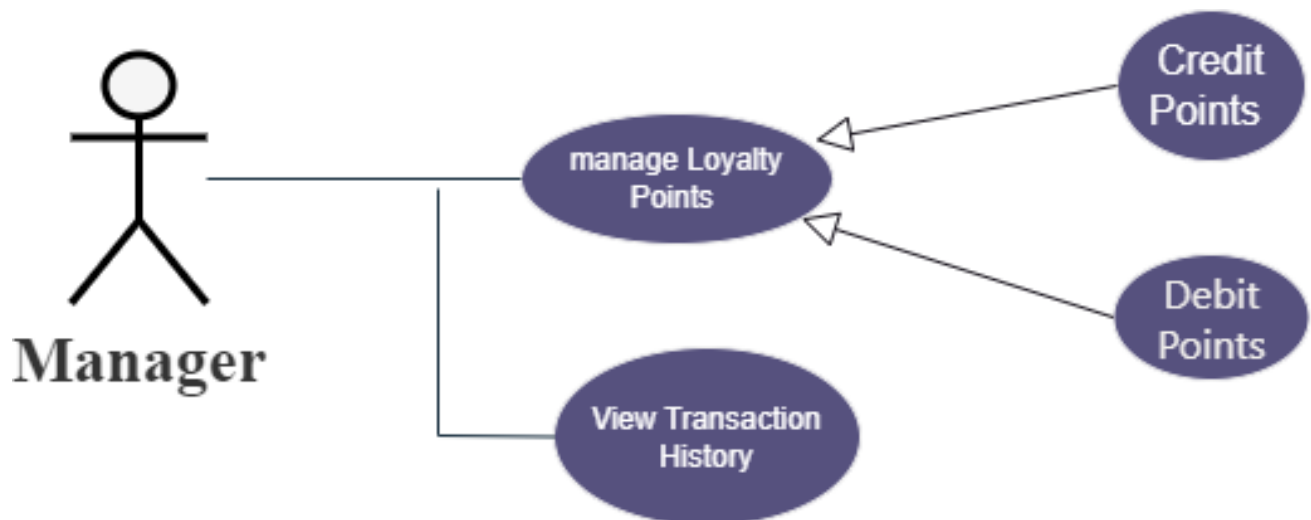 Manager
manage Loyalty
Points
Credit
Points
Debit
Points
View Transaction
History